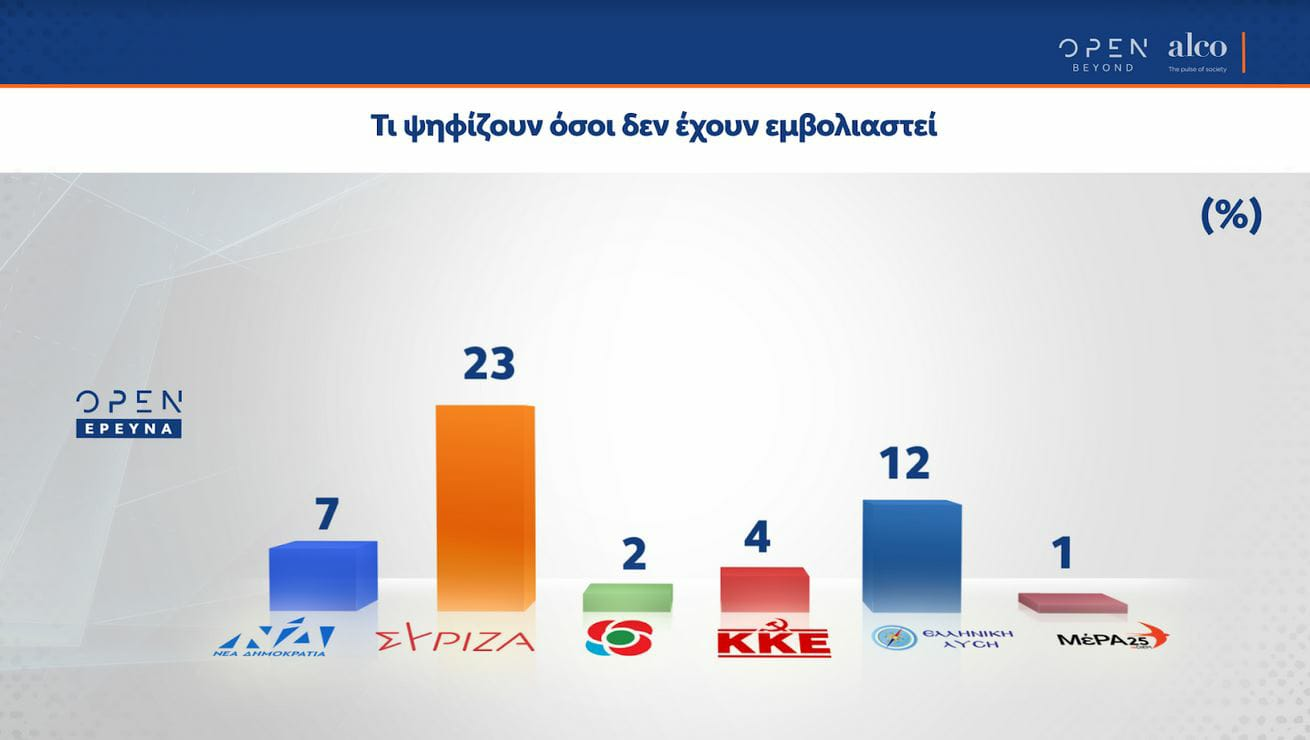 OPEN
BEYOND
alco
The pulse of society
Τι ψηφίζουν όσοι δεν έχουν εμβολιαστεί
(%)
23
OPEN
ΕΡΕΥΝΑ
12
7
4
2
1
ΝΔ
ΝΕΑ ΔΗΜΟΚΡΑΤΙΑ
ΣΥΡΙΖΑ
ΚΚΕ
ΕΛΛΗΝΙΚΗ
ΛΥΣΗ
ΜέΡΑ25